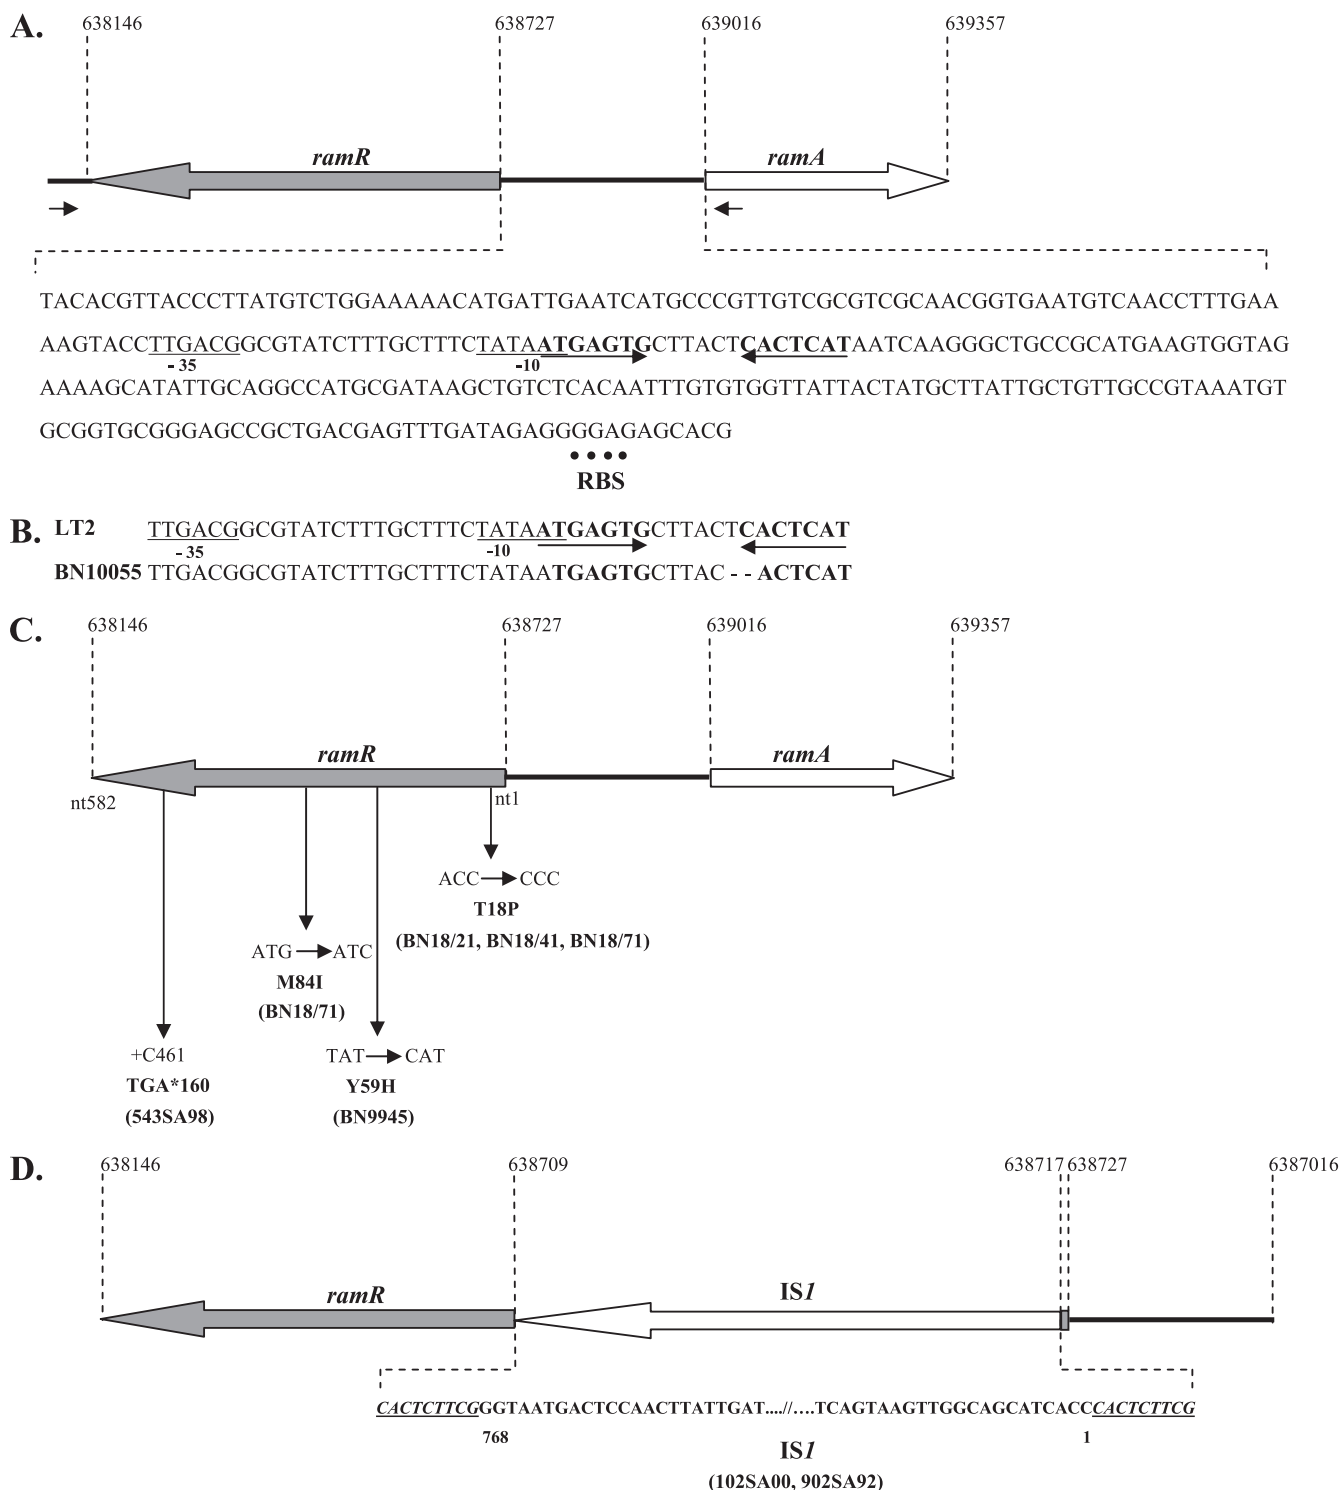 A.
638146 638727 639016 639357
ramR ramA
TACACGTTACCCTTATGTCTGGAAAAACATGATTGAATCATGCCCGTTGTCGCGTCGCAACGGTGAATGTCAACCTTTGAA
AAGTACCTTGACGGCGTATCTTTGCTTTCTATAATGAGTGCTTACTCACTCATAATCAAGGGCTGCCGCATGAAGTGGTAG
- 35 -10
AAAAGCATATTGCAGGCCATGCGATAAGCTGTCTCACAATTTGTGTGGTTATTACTATGCTTATTGCTGTTGCCGTAAATGT
GCGGTGCGGGAGCCGCTGACGAGTTTGATAGAGGGGAGAGCACG
RBS
B.
LT2 TTGACGGCGTATCTTTGCTTTCTATAATGAGTGCTTACTCACTCAT
- 35 -10
BN10055 TTGACGGCGTATCTTTGCTTTCTATAATGAGTGCTTAC - - ACTCAT
C.
638146 638727 639016 639357
ramR ramA
nt582 nt1
ACC CCC
T18P
(BN18/21, BN18/41, BN18/71)
ATG ATC
M84I
(BN18/71)
+C461 TAT CAT
TGA*160 Y59H
(543SA98) (BN9945)
D.
638146 638709 638717 638727 6387016
ramR IS1
CACTCTTCGGGTAATGACTCCAACTTATTGAT....//....TCAGTAAGTTGGCAGCATCACCCACTCTTCG
768 1
IS1
(102SA00, 902SA92)